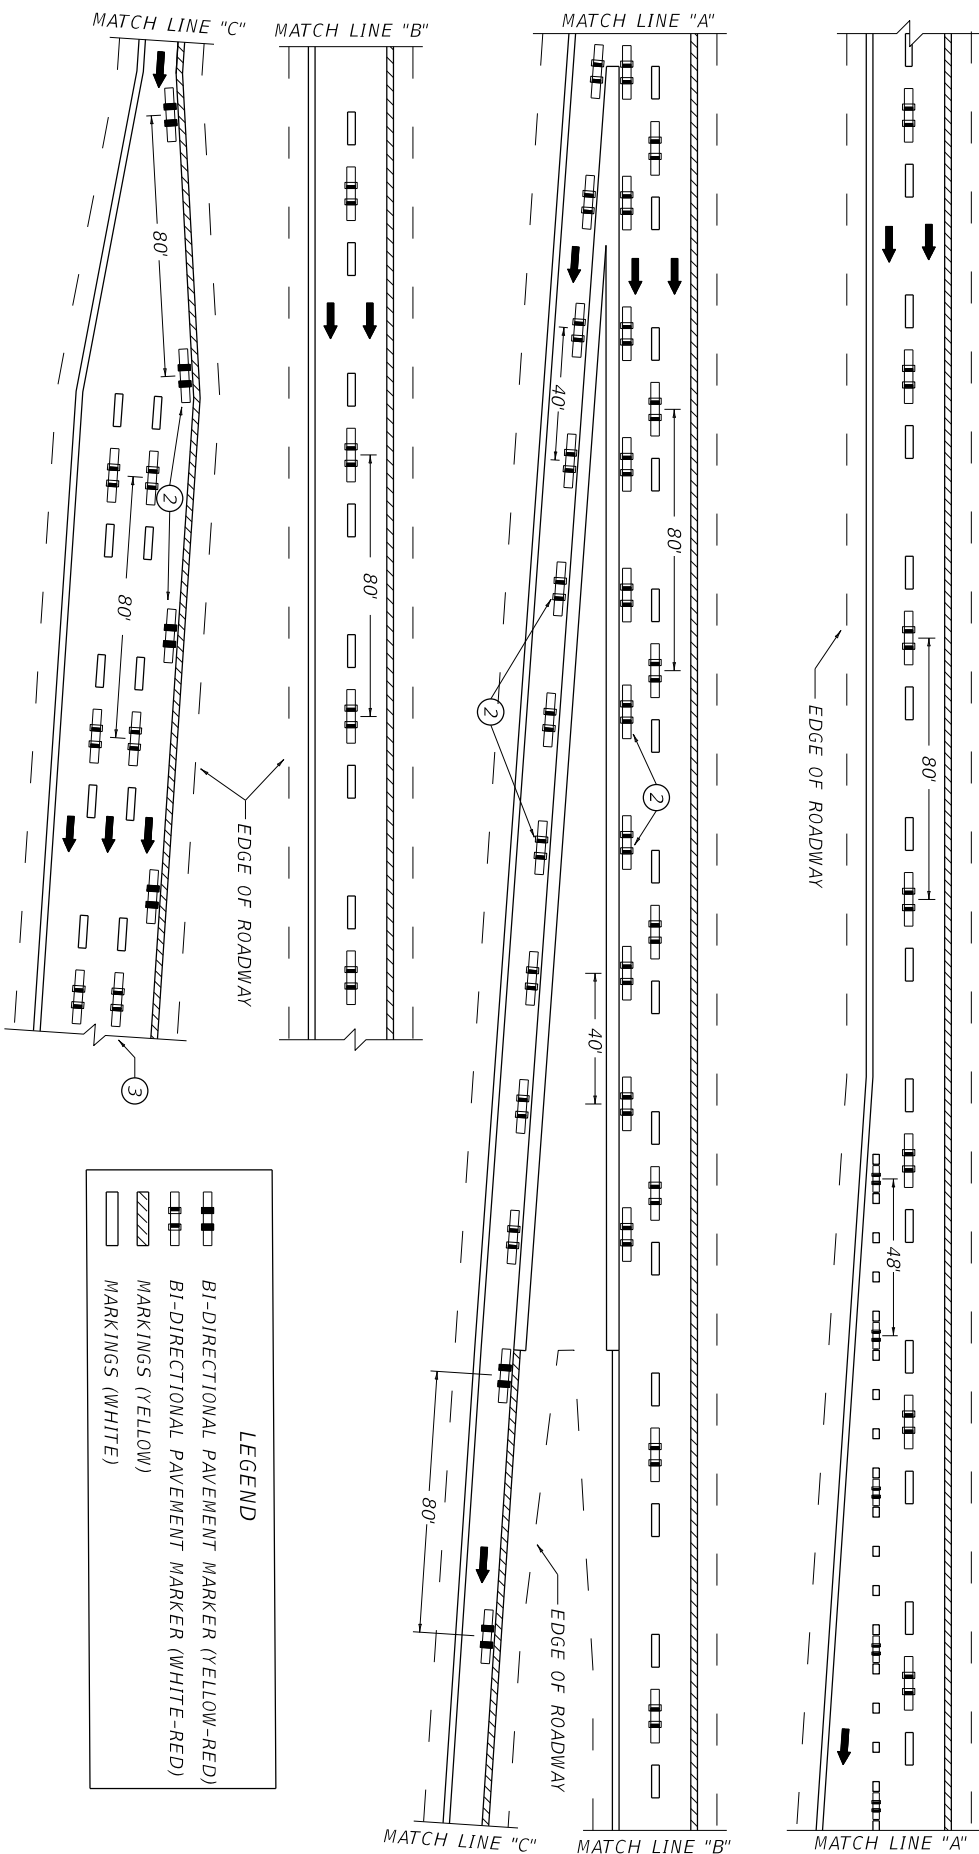 MATCH LINE "C"
MATCH LINE "B"
MATCH LINE "A"
80'
80'
2
80'
EDGE OF ROADWAY
3
40'
80'
2
2
40'
80'
EDGE OF ROADWAY
80'
EDGE OF ROADWAY
48'
MATCH LINE "C"
MATCH LINE "B"
MATCH LINE "A"
LEGEND
BI-DIRECTIONAL PAVEMENT MARKER (YELLOW-RED)
BI-DIRECTIONAL PAVEMENT MARKER (WHITE-RED)
MARKINGS (YELLOW)
MARKINGS (WHITE)